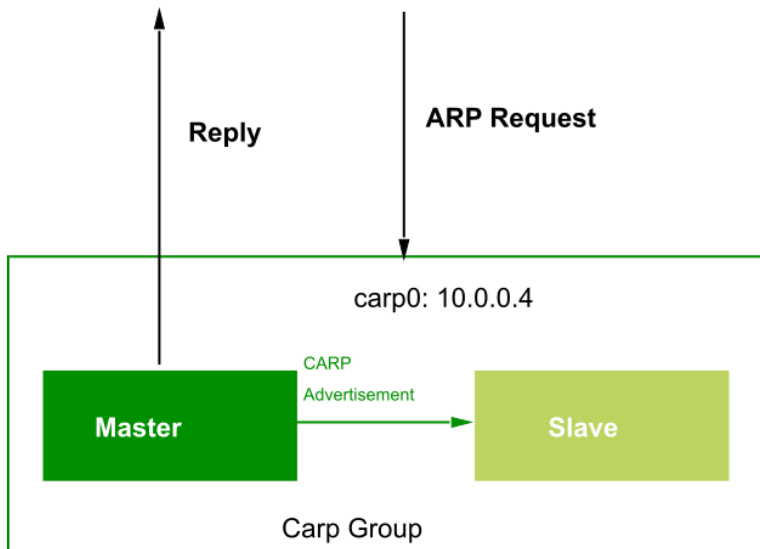 Reply
ARP Request
carp0: 10.0.0.4
CARP
Advertisement
Master
Slave
Carp Group